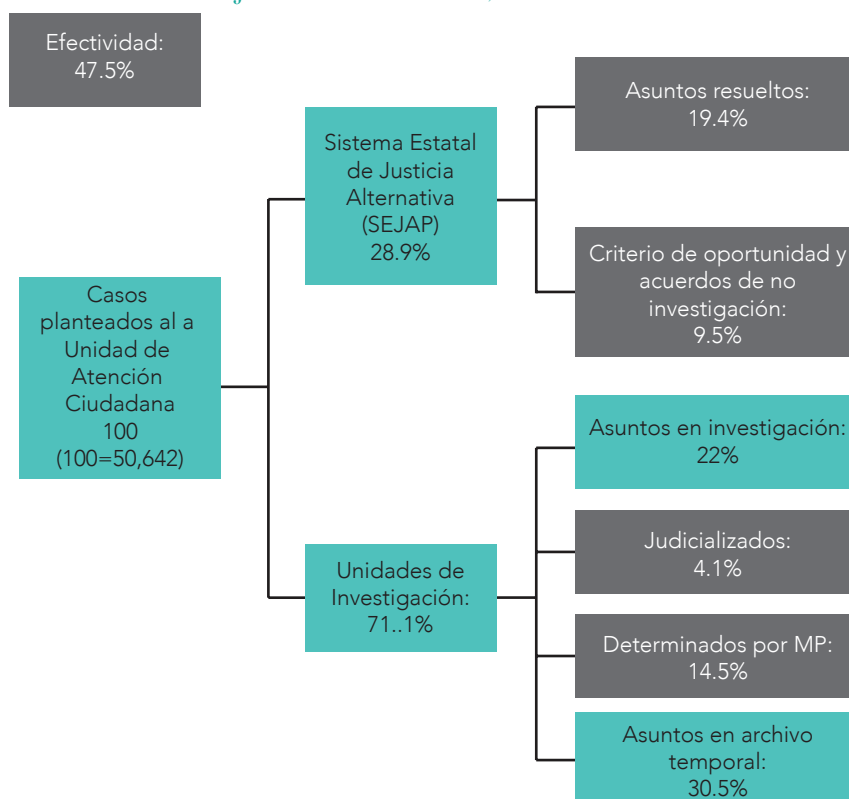 Efectividad:
47.5%
Casos
planteados al a
Unidad de
Atención
Ciudadana
100
(100=50,642)
Sistema Estatal
de Justicia
Alternativa
(SEJAP)
28.9%
Asuntos resueltos:
19.4%
Criterio de oportunidad y
acuerdos de no
investigación:
9.5%
Unidades de
Investigación:
71..1%
Asuntos en investigación:
22%
Judicializados:
4.1%
Determinados por MP:
14.5%
Asuntos en archivo
temporal:
30.5%